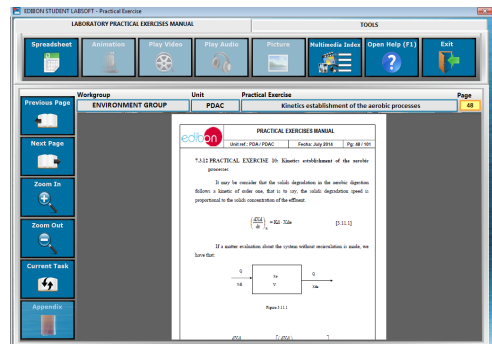 EDIBON STUDENT LABSOFT - Practical Exercise
LABORATORY PRACTICAL EXERCISES MANUAL
TOOLS
Spreadsheet
Animation
Play Video
Play Audio
Picture
Multimedia Index
Open Help (F1)
Exit
Previous Page
Workgroup
Unit
Practical Exercise
Page
ENVIRONMENT GROUP
PDAC
Kinetics establishment of the aerobic processes
48
Next Page
Zoom In
Zoom Out
Current Task
Appendix
edibon
PRACTICAL EXERCISES MANUAL
Unit ref.: PDA / PDAC
Fecha: July 2014
Pg: 48 / 101
7.3.12 PRACTICAL EXERCISE 10: Kinetics establishment of the aerobic
processes
It may be consider that the solids degradation in the aerobic digestion
follows a kinetic of order one, that is to say, the solids degradation speed is
proportional to the solids concentration of the effluent.
[3.11.1]
If a matter evaluation about the system without recirculation is made, we
have that:
Q
Q
V
Figure 3.11.1